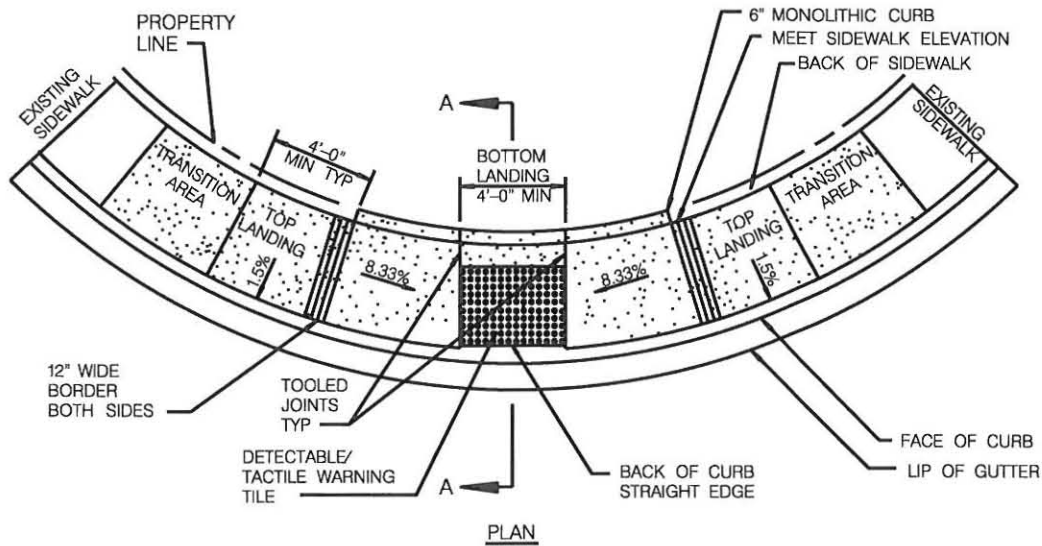 PROPERTY
LINE
6" MONOLITHIC CURB
MEET SIDEWALK ELEVATION
BACK OF SIDEWALK
EXISTING
SIDEWALK
A
4'-0"
MIN TYP
BOTTOM
LANDING
4'-0" MIN
EXISTING
SIDEWALK
TRANSITION
AREA
TOP
LANDING
1.5%
8.33%
8.33%
TOP
LANDING
1.5%
TRANSITION
AREA
12" WIDE
BORDER
BOTH SIDES
TOOLED
JOINTS
TYP
DETECTABLE/
TACTILE WARNING
TILE
A
BACK OF CURB
STRAIGHT EDGE
FACE OF CURB
LIP OF GUTTER
PLAN